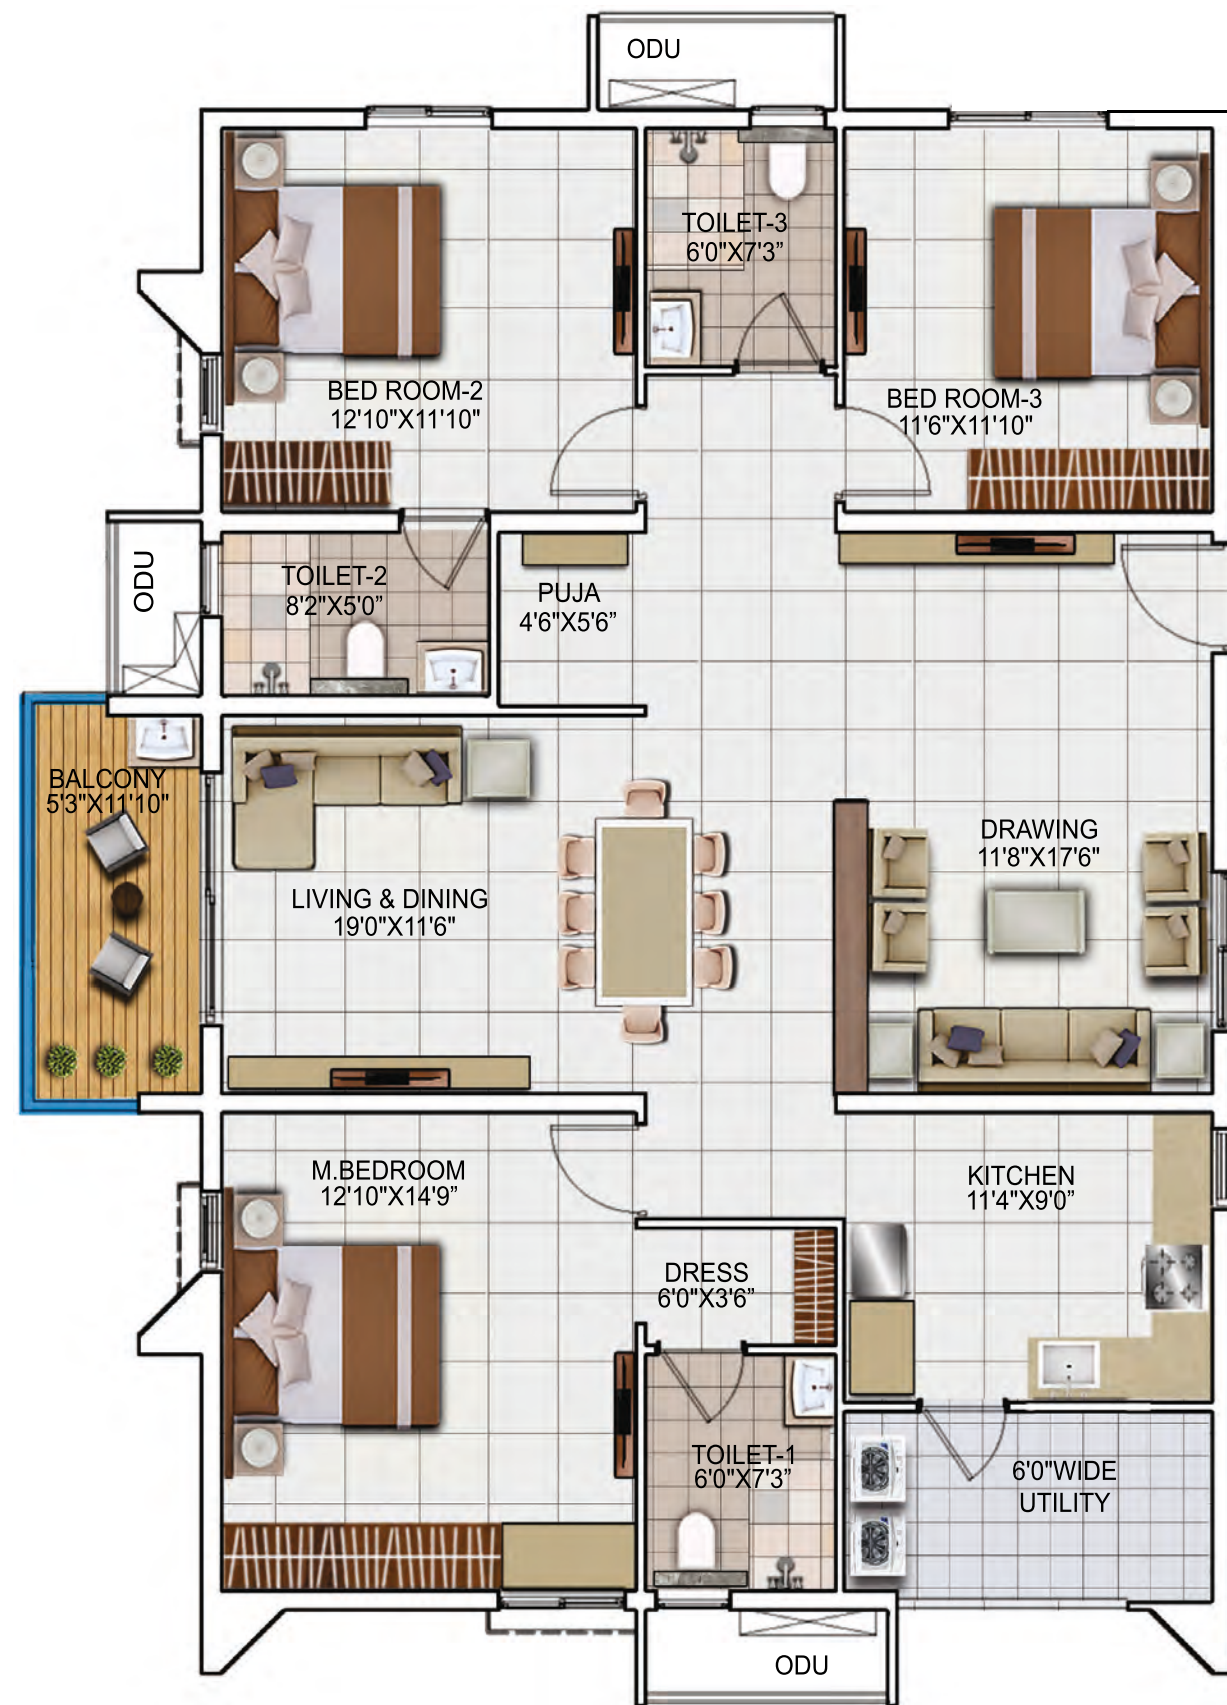 ODU
TOILET-3
6'0"X7'3”
BED ROOM-2
12'10"X11'10"
BED ROOM-3
11'6"X11'10"
ODU
TOILET-2
8'2"X5'0”
PUJA
4'6"X5'6”
BALCONY
5'3"X11'10"
DRAWING
11'8"X17'6"
LIVING & DINING
19'0"X11'6"
M.BEDROOM
12'10"X14'9”
KITCHEN
11'4"X9'0”
DRESS
6'0"X3'6”
TOILET-1
6'0"X7'3”
6'0"WIDE
UTILITY
ODU